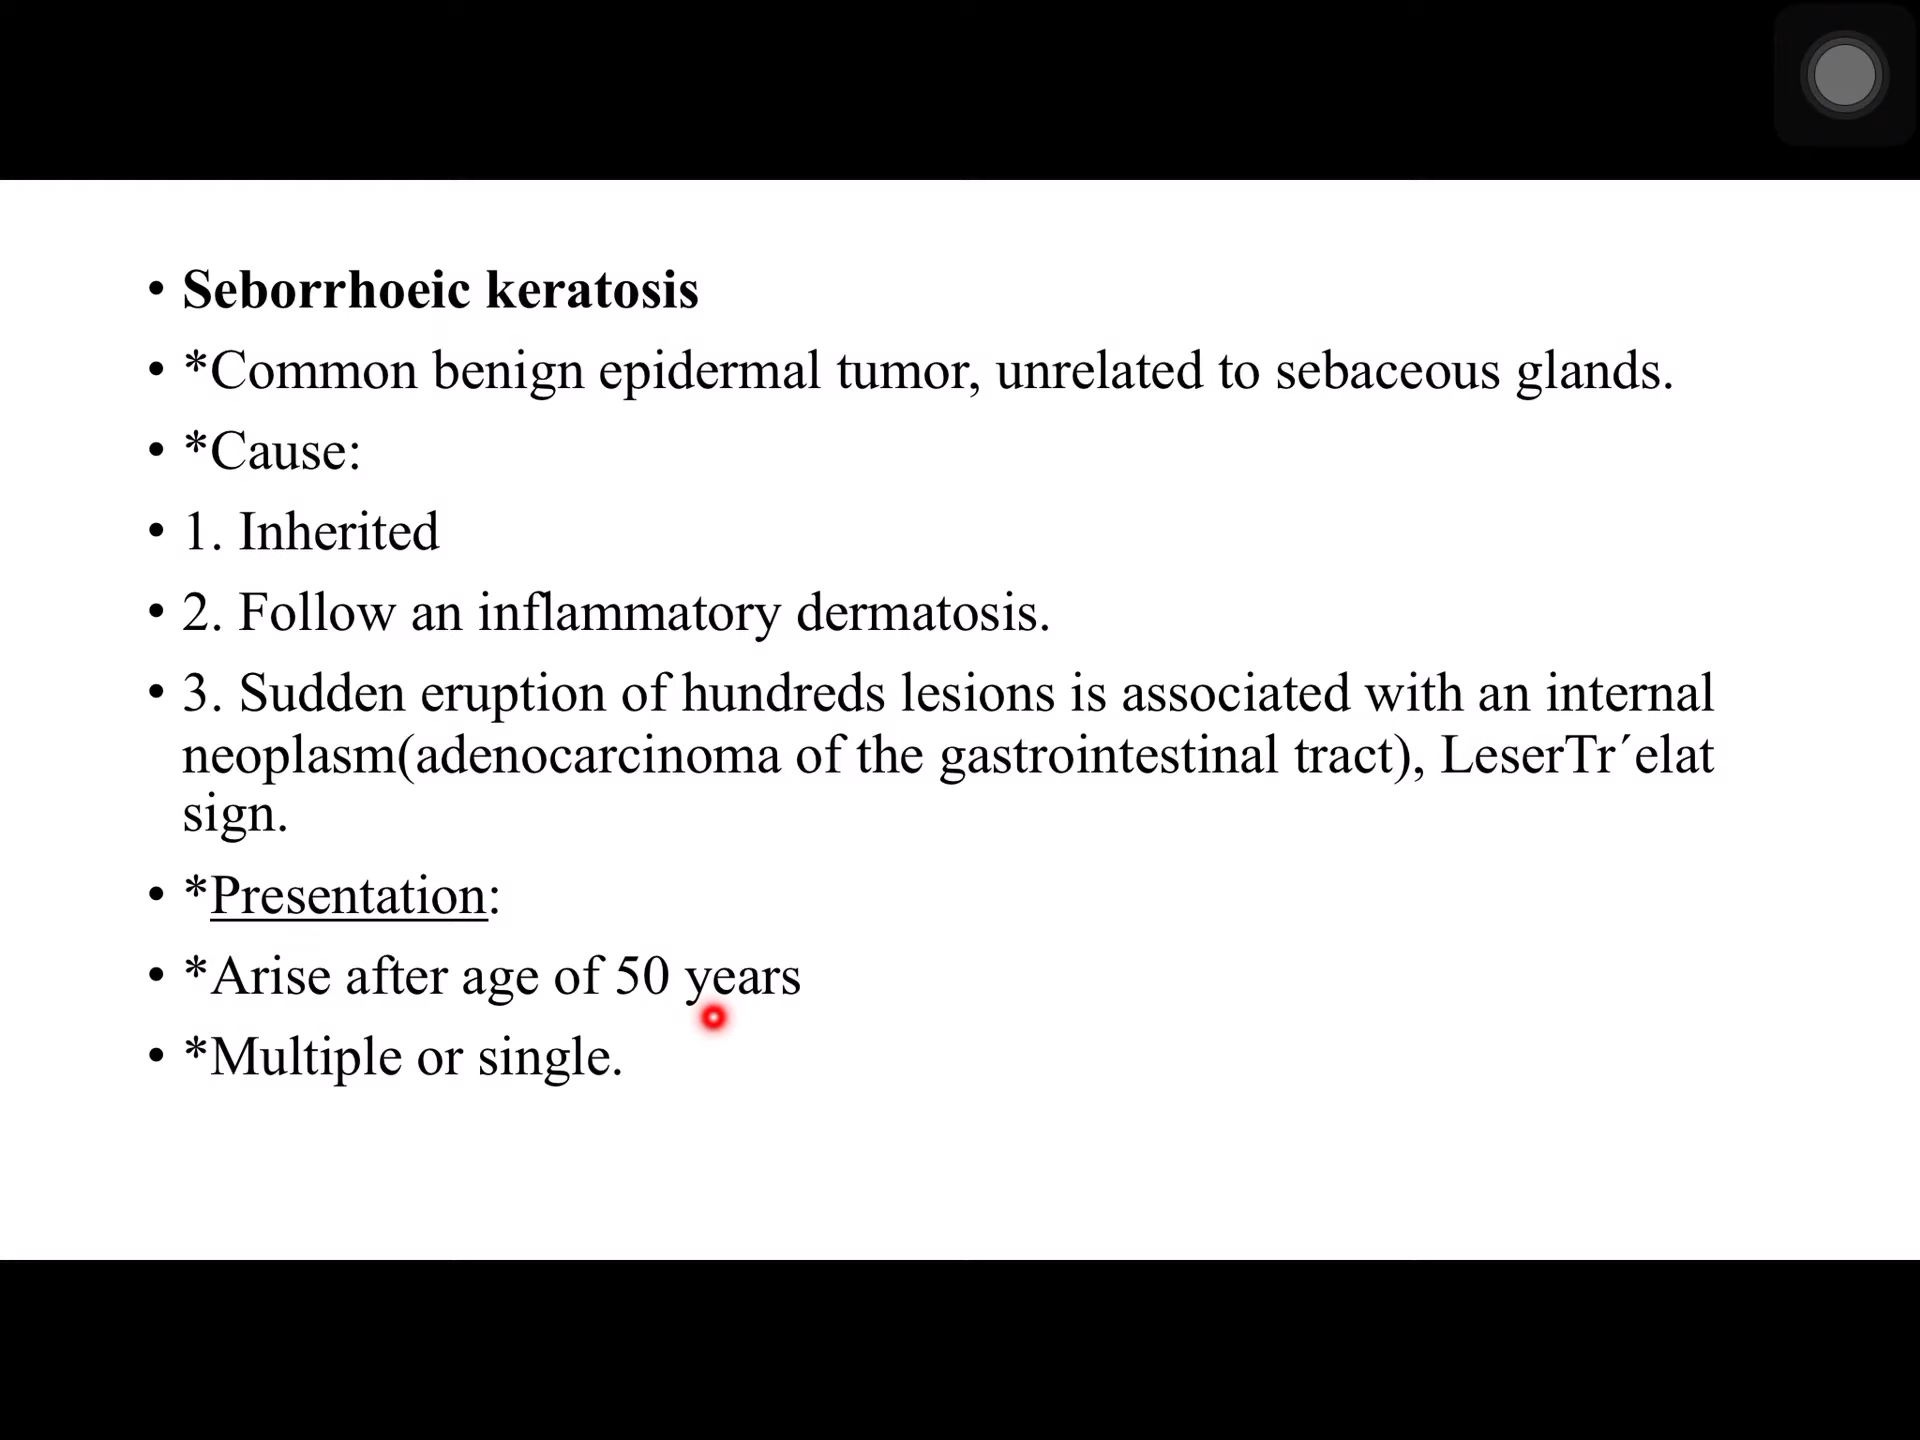 • Seborrhoeic keratosis
• *Common benign epidermal tumor, unrelated to sebaceous glands.
• *Cause:
• 1. Inherited
• 2. Follow an inflammatory dermatosis.
• 3. Sudden eruption of hundreds lesions is associated with an internal
neoplasm(adenocarcinoma of the gastrointestinal tract), LeserTr´elat
sign.
• *Presentation:
• *Arise after age of 50 years
• *Multiple or single.